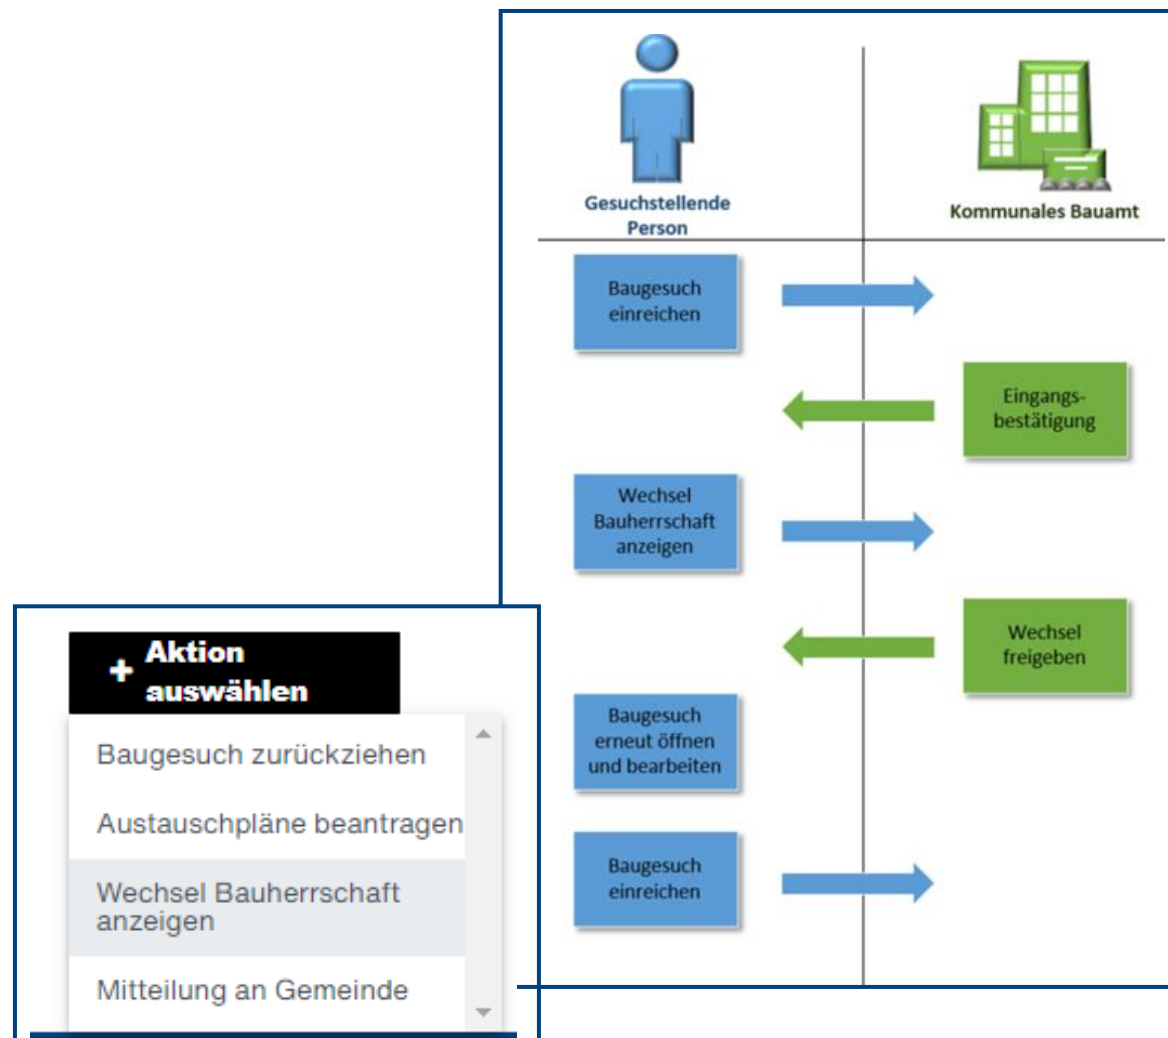 Gesuchstellende
Person
Kommunales Bauamt
Baugesuch
einreichen
Eingangs-
bestätigung
Wechsel
Bauherrschaft
anzeigen
Wechsel
freigeben
Baugesuch
erneut öffnen
und bearbeiten
Baugesuch
einreichen
+ Aktion
auswählen
Baugesuch zurückziehen
Austauschpläne beantragen
Wechsel Bauherrschaft
anzeigen
Mitteilung an Gemeinde